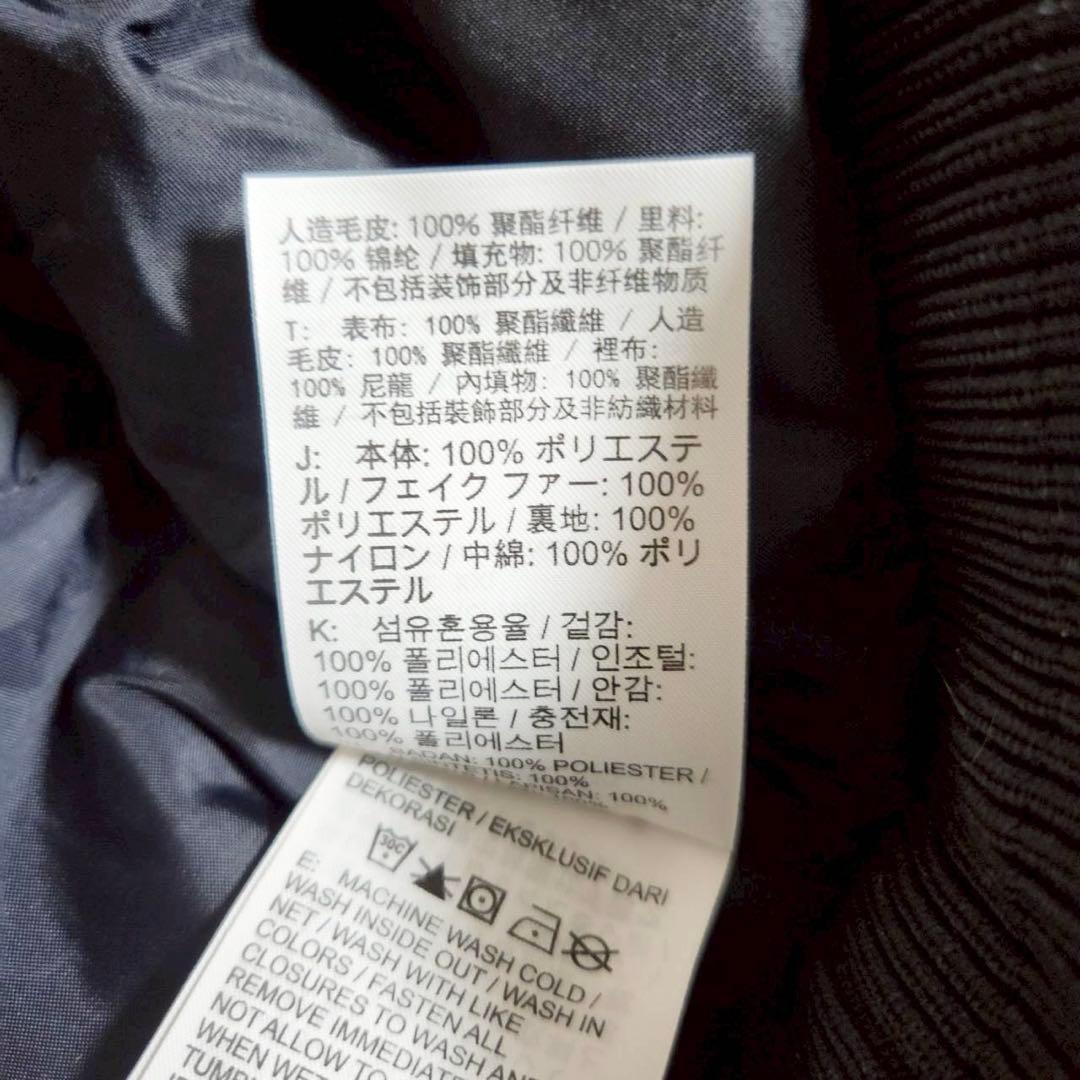 人造毛皮: 100% 聚酯纤维 / 里料:
100% 锦纶 / 填充物: 100% 聚酯纤
维 / 不包括装饰部分及非纤维物质
T: 表布: 100% 聚酯纖維 / 人造
毛皮: 100% 聚酯纖維 / 裡布:
100% 尼龍 / 內填物: 100% 聚酯纖
維 / 不包括裝飾部分及非紡織材料
J: 本体: 100% ポリエステ
ル / フェイク ファー: 100%
ポリエステル / 裏地: 100%
ナイロン / 中綿: 100% ポリ
エステル
K: 섬유혼용율 / 겉감:
100% 폴리에스터 / 인조털:
100% 폴리에스터 / 안감:
100% 나일론 / 충전재:
100% 폴리에스터
BADAN: 100% POLIESTER /
100%
100%
POLIESTER / EKSKLUSIF DARI
DEKORASI
30C
E: MACHINE WASH COLD /
WASH INSIDE OUT / WASH IN
NET / WASH WITH LIKE
COLORS / FASTEN ALL
CLOSURES TO WASH AND
REMOVE IMMEDIATE
NOT ALLOW TO
WHEN WET
TUMB